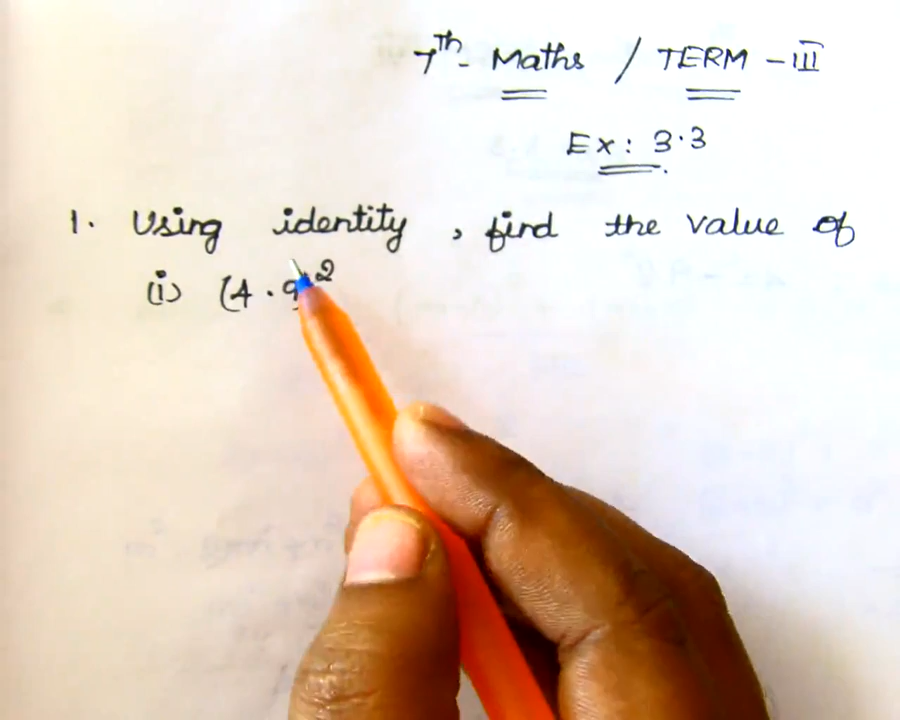 7th - Maths / TERM - III
Ex: 3.3
1. Using identity, find the value of
(i) (4.9)2